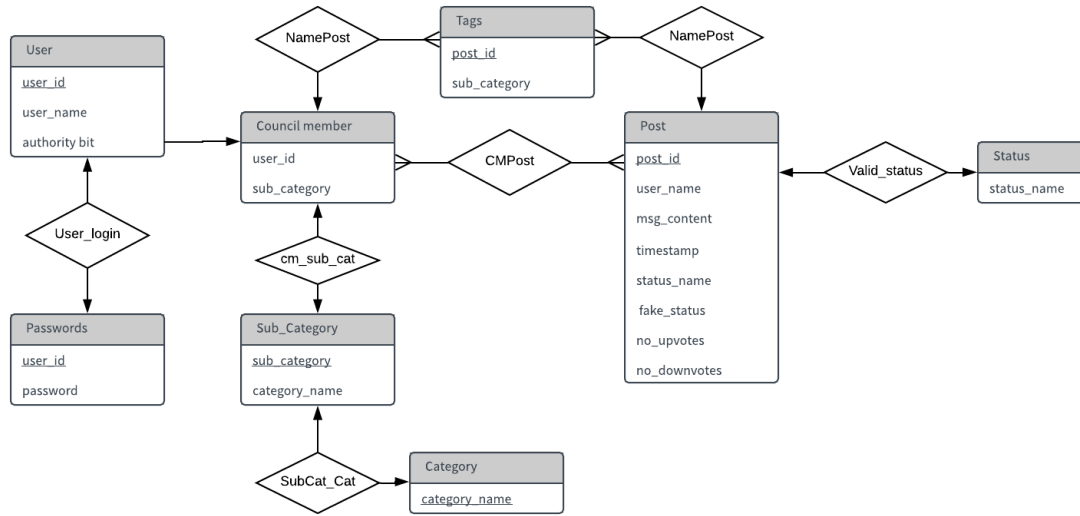 User
user_id
user_name
authority bit
User_login
Passwords
user_id
password
NamePost
Tags
post_id
sub_category
NamePost
Council member
user_id
sub_category
CMPost
Post
post_id
user_name
msg_content
timestamp
status_name
fake_status
no_upvotes
no_downvotes
Valid_status
Status
status_name
cm_sub_cat
Sub_Category
sub_category
category_name
SubCat_Cat
Category
category_name